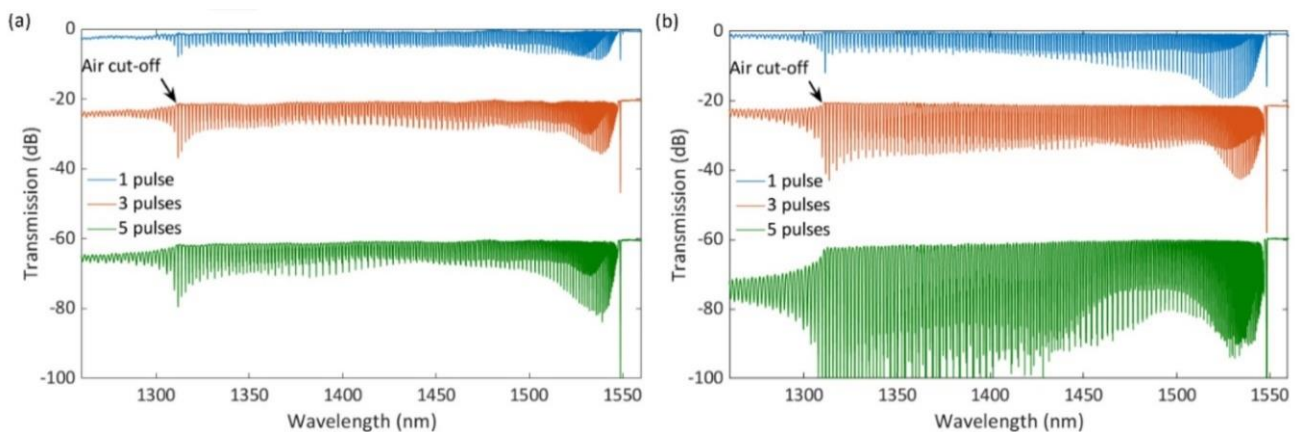 (a)
0
-20
-40
-60
-80
-100
Transmission (dB)
Air cut-off
1 pulse
3 pulses
5 pulses
1300
1350
1400
1450
1500
1550
Wavelength (nm)
(b)
0
-20
-40
-60
-80
-100
Transmission (dB)
Air cut-off
1 pulse
3 pulses
5 pulses
1300
1350
1400
1450
1500
1550
Wavelength (nm)